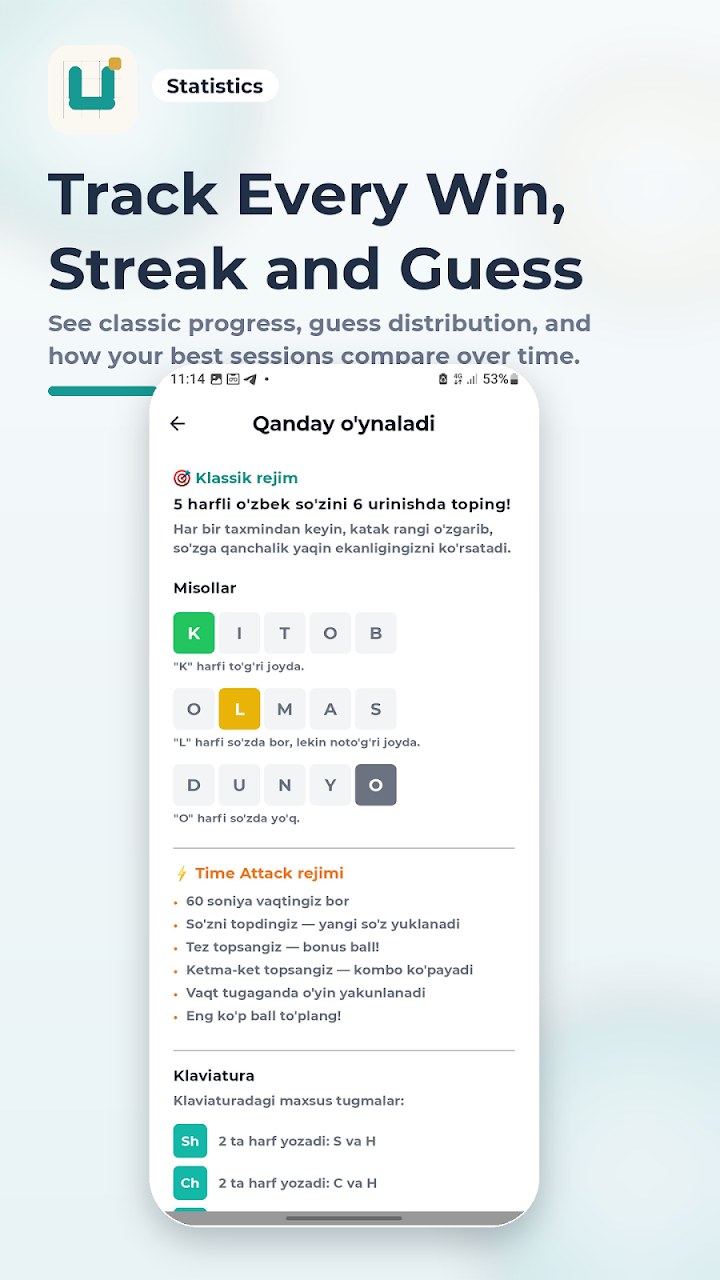 Statistics
Track Every Win,
Streak and Guess
See classic progress, guess distribution, and
how your best sessions compare over time.
11:14 4G 53%
Qanday o'ynaladi
🎯 Klassik rejim
5 harfli o'zbek so'zini 6 urinishda toping!
Har bir taxmindan keyin, katak rangi o'zgarib,
so'zga qanchalik yaqin ekanligingizni ko'rsatadi.
Misollar
K I T O B
"K" harfi to'g'ri joyda.
O L M A S
"L" harfi so'zda bor, lekin noto'g'ri joyda.
D U N Y O
"O" harfi so'zda yo'q.
⚡ Time Attack rejimi
• 60 soniya vaqtingiz bor
• So'zni topdingiz — yangi so'z yuklanadi
• Tez topsangiz — bonus ball!
• Ketma-ket topsangiz — kombo ko'payadi
• Vaqt tugaganda o'yin yakunlanadi
• Eng ko'p ball to'plang!
Klaviatura
Klaviaturadagi maxsus tugmalar:
Sh 2 ta harf yozadi: S va H
Ch 2 ta harf yozadi: C va H